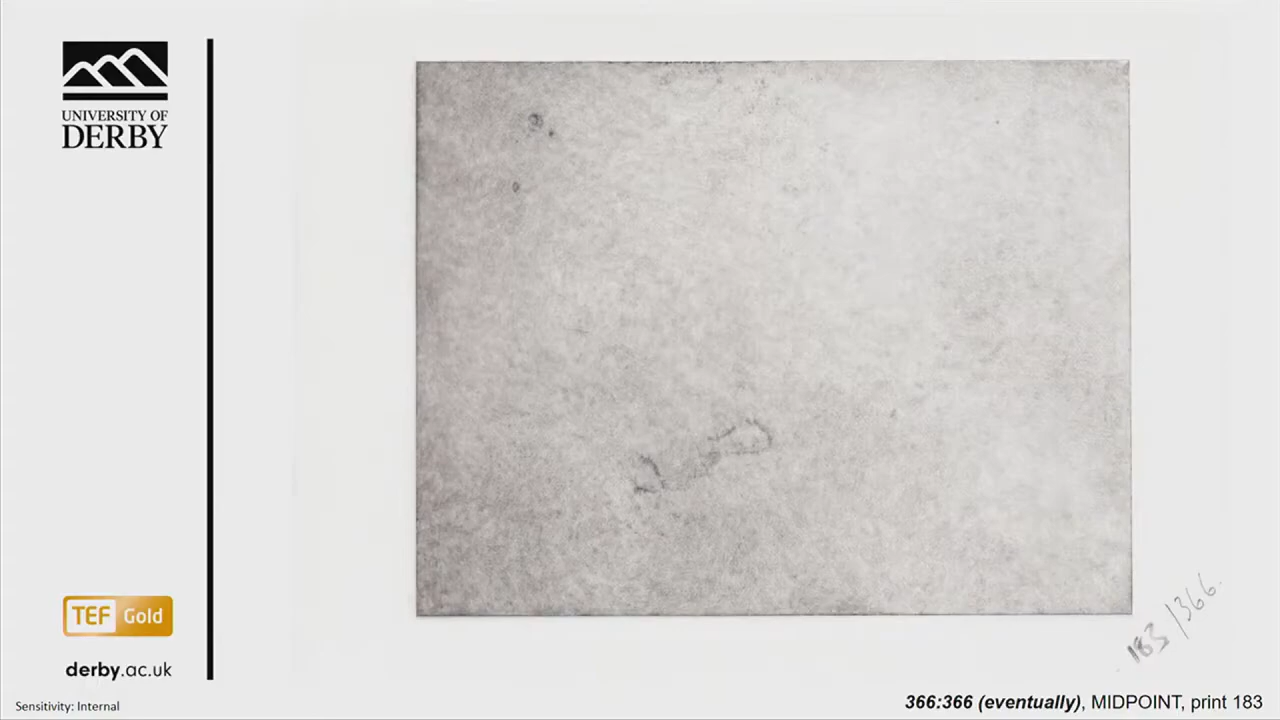 UNIVERSITY OF
DERBY
TEF Gold
derby.ac.uk
Sensitivity: Internal
183/366
366:366 (eventually), MIDPOINT, print 183